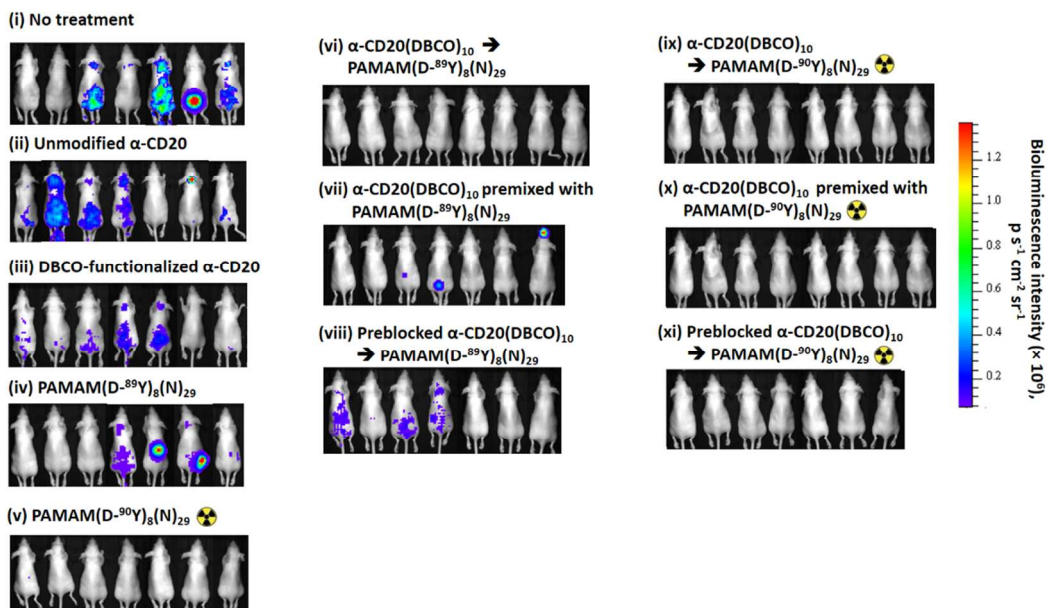 (i) No treatment
(ii) Unmodified α-CD20
(iii) DBCO-functionalized α-CD20
(iv) PAMAM(D-⁸⁹Y)₈(N)₂₉
(v) PAMAM(D-⁹⁰Y)₈(N)₂₉
(vi) α-CD20(DBCO)₁₀ ➔
PAMAM(D-⁸⁹Y)₈(N)₂₉
(vii) α-CD20(DBCO)₁₀ premixed with
PAMAM(D-⁸⁹Y)₈(N)₂₉
(viii) Preblocked α-CD20(DBCO)₁₀
➔ PAMAM(D-⁸⁹Y)₈(N)₂₉
(ix) α-CD20(DBCO)₁₀
➔ PAMAM(D-⁹⁰Y)₈(N)₂₉
(x) α-CD20(DBCO)₁₀ premixed with
PAMAM(D-⁹⁰Y)₈(N)₂₉
(xi) Preblocked α-CD20(DBCO)₁₀
➔ PAMAM(D-⁹⁰Y)₈(N)₂₉
1.2
1.0
0.8
0.6
0.4
0.2
Bioluminescence intensity (× 10⁶),
p s⁻¹ cm⁻² sr⁻¹